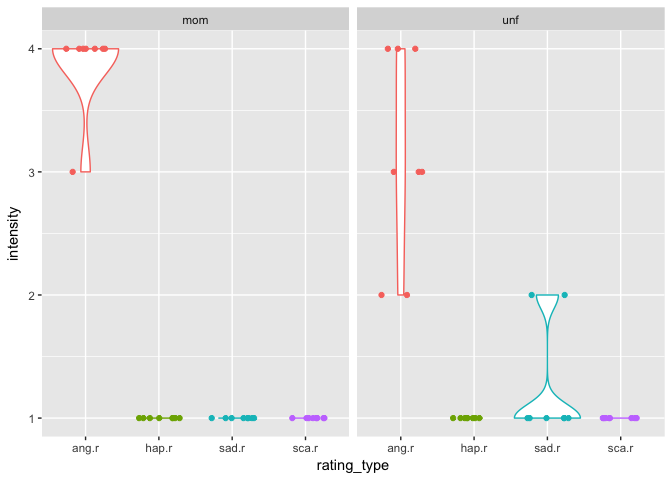 mom unf
intensity
4
3
2
1
ang.r hap.r sad.r sca.r ang.r hap.r sad.r sca.r
rating_type